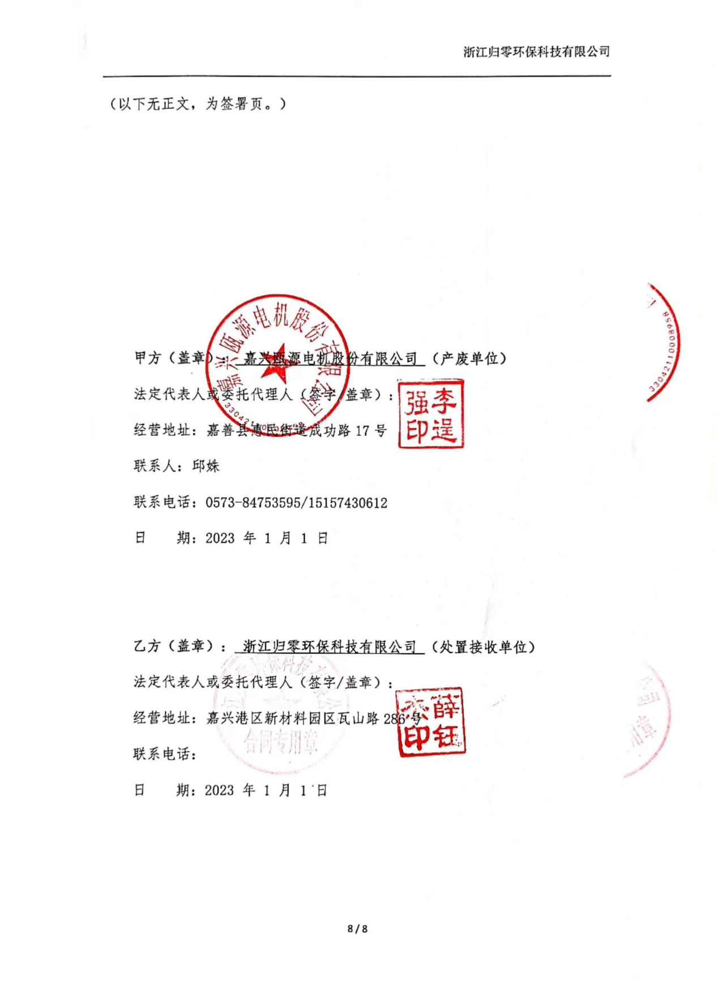 浙江归零环保科技有限公司
（以下无正文，为签署页。）
嘉兴瓯源电机股份有限公司
3304211008958
甲方（盖章）： 嘉兴瓯源电机股份有限公司 （产废单位）
法定代表人或委托代理人（签字/盖章）：
李逞强印
经营地址：嘉善县惠民街道成功路 17 号
联系人：邱姝
联系电话：0573-84753595/15157430612
日 期：2023 年 1 月 1 日
乙方（盖章）： 浙江归零环保科技有限公司 （处置接收单位）
法定代表人或委托代理人（签字/盖章）：
薛钰杰印
经营地址：嘉兴港区新材料园区瓦山路 286 号
合同专用章
联系电话：
日 期：2023 年 1 月 1 日
8 / 8